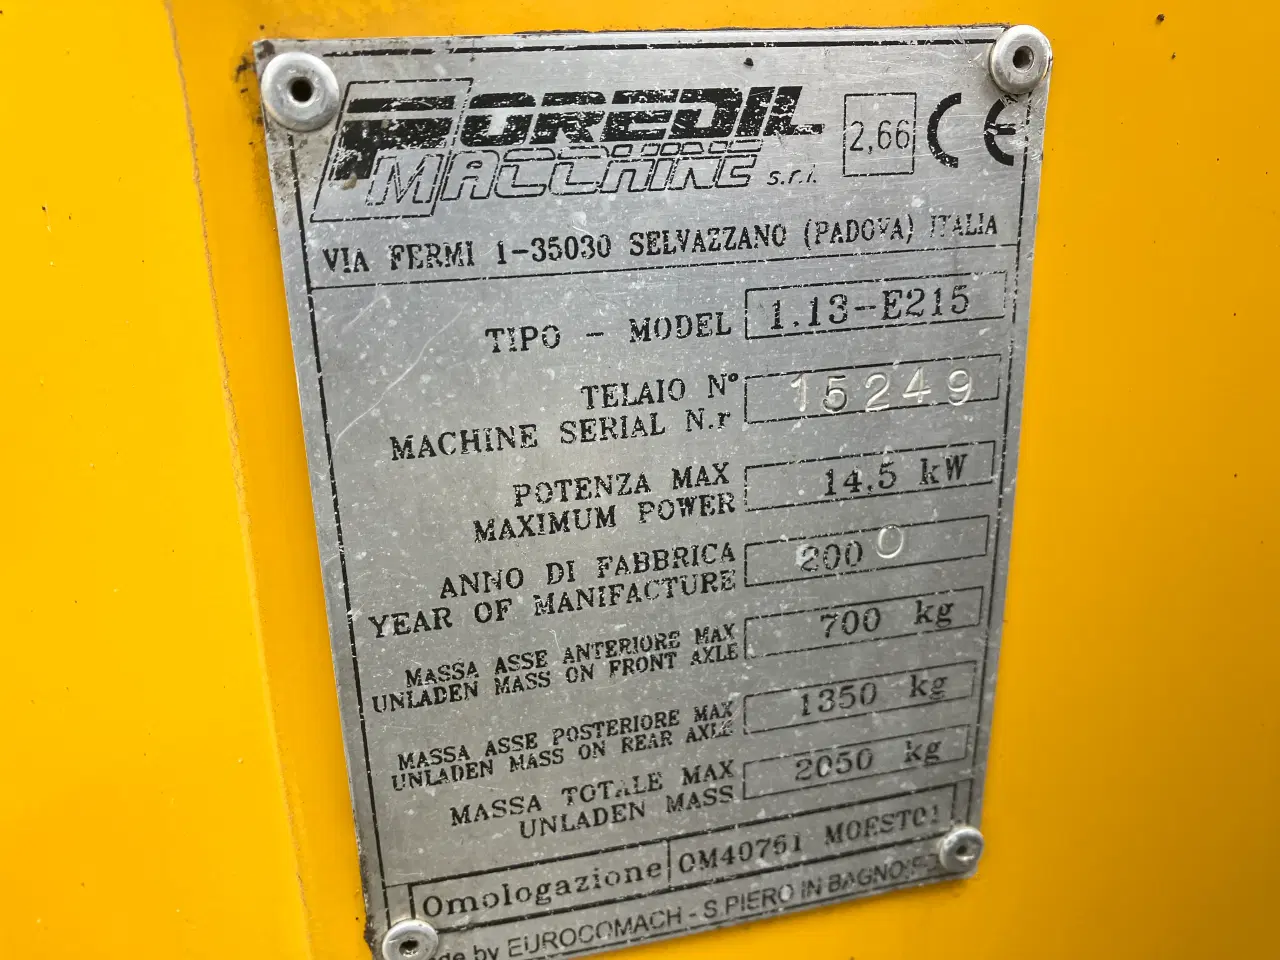 FOREDIL
MACCHINE s.r.l.
2,66 CE
VIA FERMI 1-35030 SELVAZZANO (PADOVA) ITALIA
TIPO - MODEL 1.13-E215
TELAIO N° 15249
MACHINE SERIAL N.r
POTENZA MAX 14.5 kW
MAXIMUM POWER
ANNO DI FABBRICA 2000
YEAR OF MANIFACTURE
MASSA ASSE ANTERIORE MAX 700 kg
UNLADEN MASS ON FRONT AXLE
MASSA ASSE POSTERIORE MAX 1350 kg
UNLADEN MASS ON REAR AXLE
MASSA TOTALE MAX 2050 kg
UNLADEN MASS
Omologazione OM40761 MOEST01
by EUROCOMACH - S.PIERO IN BAGNO